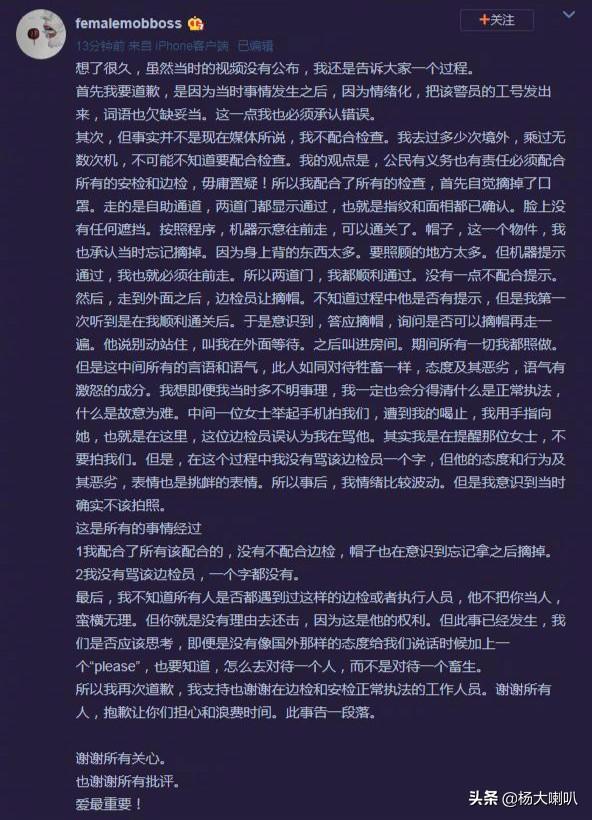 femalemobboss
+关注
13分钟前 来自 iPhone客户端 已编辑
想了很久，虽然当时的视频没有公布，我还是告诉大家一个过程。
首先我要道歉，是因为当时事情发生之后，因为情绪化，把该警员的工号发出
来，词语也欠缺妥当。这一点我也必须承认错误。
其次，但事实并不是现在媒体所说，我不配合检查。我去过多少次境外，乘过无
数次机，不可能不知道要配合检查。我的观点是，公民有义务也有责任必须配合
所有的安检和边检，毋庸置疑！所以我配合了所有的检查，首先自觉摘掉了口
罩。走的是自助通道，两道门都显示通过，也就是指纹和面相都已确认。脸上没
有任何遮挡。按照程序，机器示意往前走，可以通关了。帽子，这一个物件，我
也承认当时忘记摘掉。因为身上背的东西太多。要照顾的地方太多。但机器提示
通过，我也就必须往前走。所以两道门，我都顺利通过。没有一点不配合提示。
然后，走到外面之后，边检员让摘帽。不知道过程中他是否有提示，但是我第一
次听到是在我顺利通关后。于是意识到，答应摘帽，询问是否可以摘帽再走一
遍。他说别动站住，叫我在外面等待。之后叫进房间。期间所有一切我都照做。
但是这中间所有的言语和语气，此人如同对待牲畜一样，态度及其恶劣，语气有
激怒的成分。我想即便我当时多不明事理，我一定也会分得清什么是正常执法，
什么是故意为难。中间一位女士举起手机拍我们，遭到我的喝止，我用手指向
她，也就是在这里，这位边检员误认为我在骂他。其实我是在提醒那位女士，不
要拍我们。但是，在这个过程中我没有骂该边检员一个字，但他的态度和行为及
其恶劣，表情也是挑衅的表情。所以事后，我情绪比较波动。但是我意识到当时
确实不该拍照。
这是所有的事情经过
1我配合了所有该配合的，没有不配合边检，帽子也在意识到忘记拿之后摘掉。
2我没有骂该边检员，一个字都没有。
最后，我不知道所有人是否都遇到过这样的边检或者执行人员，他不把你当人，
蛮横无理。但你就是没有理由去还击，因为这是他的权利。但此事已经发生，我
们是否应该思考，即便是没有像国外那样的态度给我们说话时候加上一
个“please”，也要知道，怎么去对待一个人，而不是对待一个畜生。
所以我再次道歉，我支持也谢谢在边检和安检正常执法的工作人员。谢谢所有
人，抱歉让你们担心和浪费时间。此事告一段落。
谢谢所有关心。
也谢谢所有批评。
爱最重要！
头条 @杨大喇叭